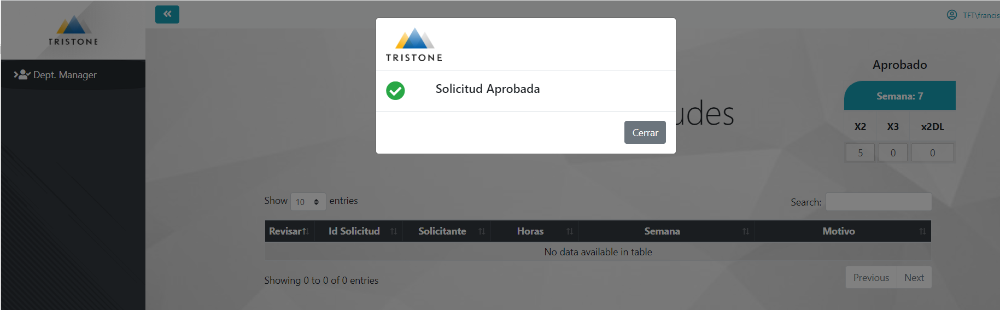 TRISTONE
Dept. Manager
TFT\francis
TRISTONE
Solicitud Aprobada
Cerrar
udes
Aprobado
Semana: 7
X2 X3 x2DL
5 0 0
Show 10 entries
Search:
Revisar Id Solicitud Solicitante Horas Semana Motivo
No data available in table
Showing 0 to 0 of 0 entries
Previous Next